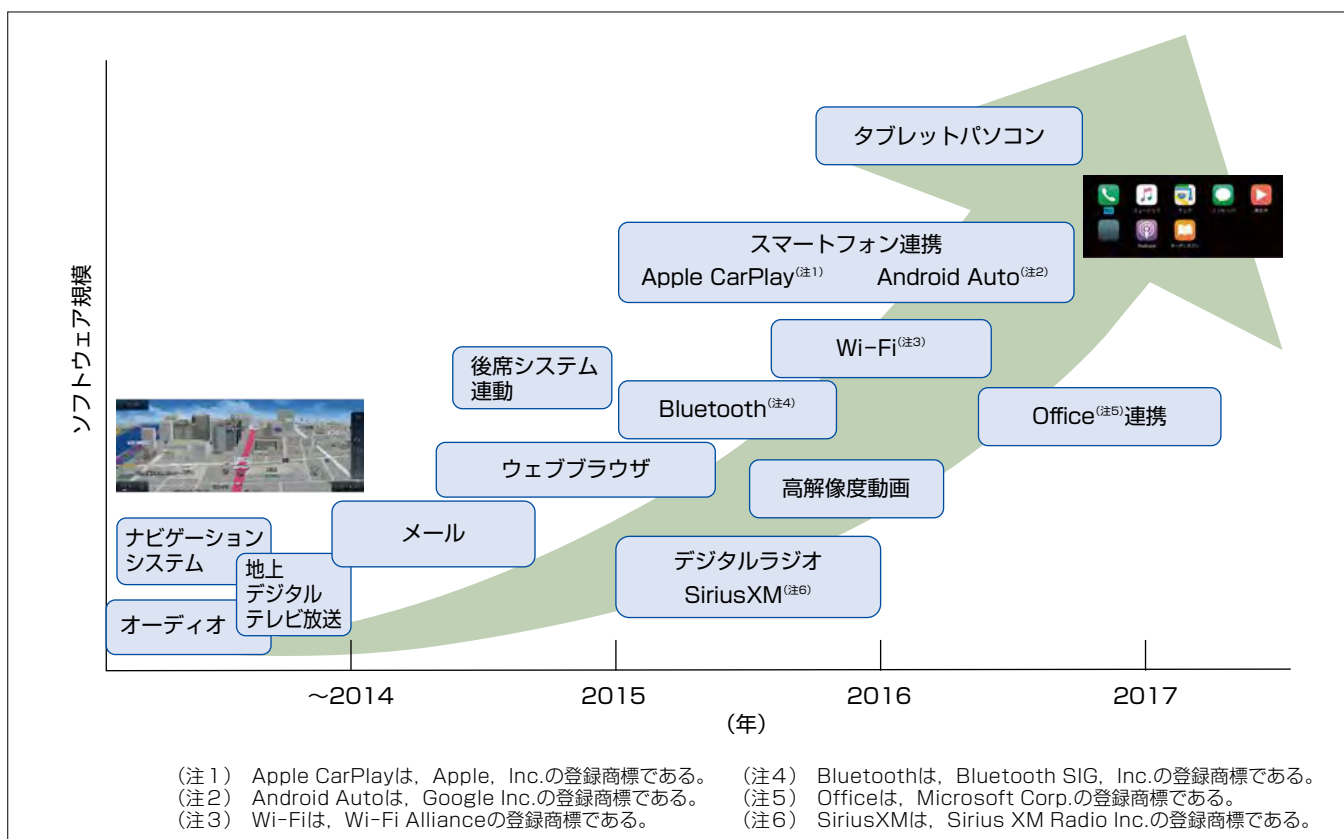 タブレットパソコン
スマートフォン連携
Apple CarPlay(注1) Android Auto(注2)
Wi-Fi(注3)
後席システム
連動
Bluetooth(注4)
Office(注5)連携
ウェブブラウザ
高解像度動画
ナビゲーション
システム
メール
地上
デジタル
テレビ放送
デジタルラジオ
SiriusXM(注6)
オーディオ
ソフトウェア規模
～2014 2015 2016 2017
(年)
(注1) Apple CarPlayは，Apple，Inc.の登録商標である。
(注2) Android Autoは，Google Inc.の登録商標である。
(注3) Wi-Fiは，Wi-Fi Allianceの登録商標である。
(注4) Bluetoothは，Bluetooth SIG，Inc.の登録商標である。
(注5) Officeは，Microsoft Corp.の登録商標である。
(注6) SiriusXMは，Sirius XM Radio Inc.の登録商標である。